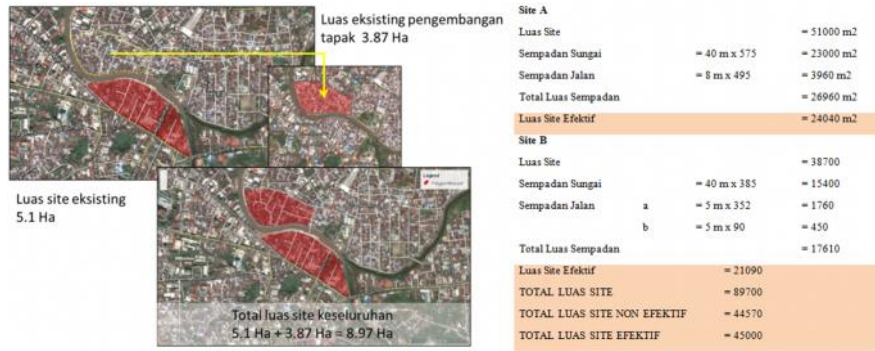 Luas eksisting pengembangan
tapak 3.87 Ha
Luas site eksisting
5.1 Ha
Legend
Total luas site keseluruhan
5.1 Ha + 3.87 Ha = 8.97 Ha
Site A
Luas Site = 51000 m2
Sempadan Sungai = 40 m x 575 = 23000 m2
Sempadan Jalan = 8 m x 495 = 3960 m2
Total Luas Sempadan = 26960 m2
Luas Site Efektif = 24040 m2
Site B
Luas Site = 38700
Sempadan Sungai = 40 m x 385 = 15400
Sempadan Jalan a = 5 m x 352 = 1760
b = 5 m x 90 = 450
Total Luas Sempadan = 17610
Luas Site Efektif = 21090
TOTAL LUAS SITE = 89700
TOTAL LUAS SITE NON EFEKTIF = 44570
TOTAL LUAS SITE EFEKTIF = 45000